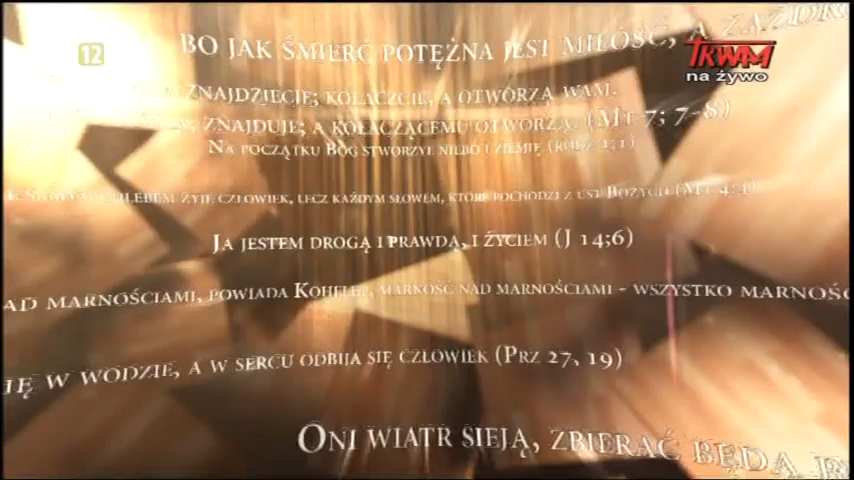 12
TRWAM
na żywo
BO JAK ŚMIERĆ POTĘŻNA JEST MIŁOŚĆ, A
ZNAJDZIECIE; KOŁACZCIE, A OTWORZĄ WAM.
ZNAJDUJE; A KOŁACZĄCEMU OTWORZĄ. (MT 7; 7-8)
NA POCZĄTKU BÓG STWORZYŁ NIEBO I ZIEMIĘ (RDZ 1;1)
CHLEBEM ŻYJE CZŁOWIEK, LECZ KAŻDYM SŁOWEM, KTÓRE POCHODZI Z UST BOŻYCH (MT 4;4)
JA JESTEM DROGĄ I PRAWDĄ, I ŻYCIEM (J 14;6)
AD MARNOŚCIAMI, POWIADA KOHELET, MARNOŚĆ NAD MARNOŚCIAMI - WSZYSTKO MARNOŚ
IĘ W WODZIE, A W SERCU ODBIJA SIĘ CZŁOWIEK (PRZ 27, 19)
ONI WIATR SIEJĄ, ZBIERAĆ BĘDĄ